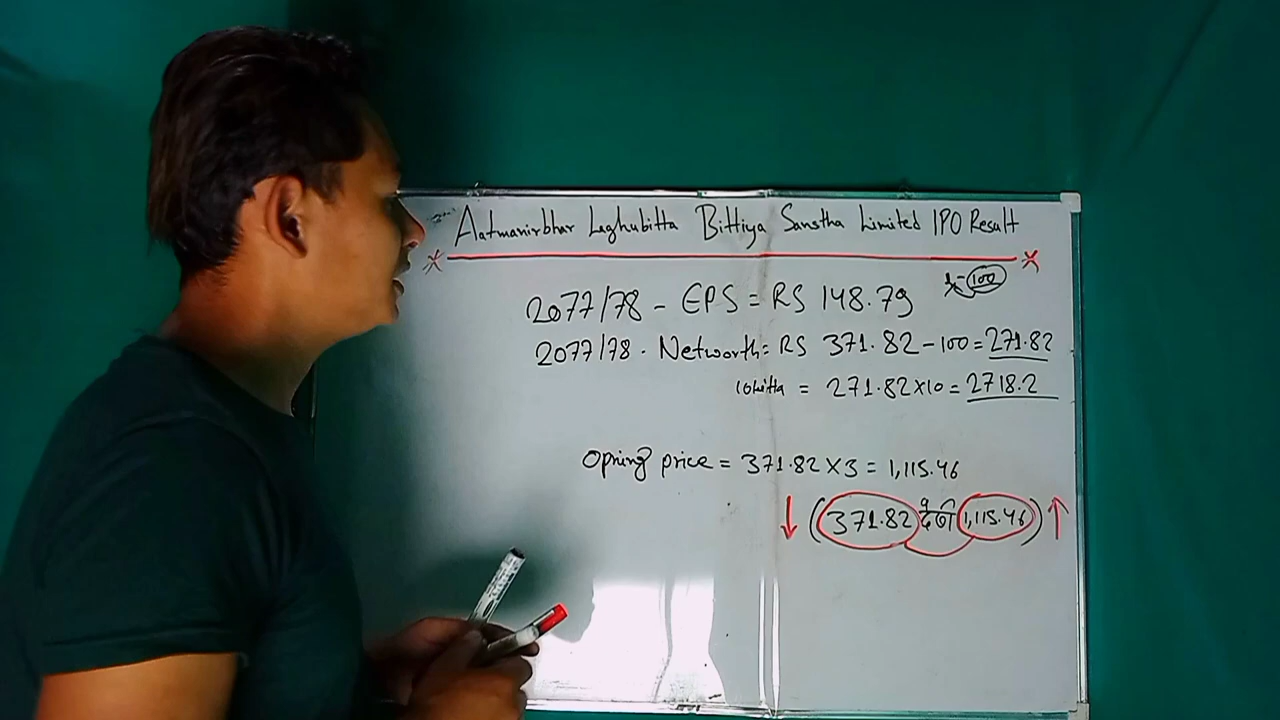 Aatmanirbhar Laghubitta Bittiya Sanstha Limited IPO Result
100
2077/78 - EPS = RS 148.79
2077/78 - Networth = RS 371.82 - 100 = 271.82
10kitta = 271.82 x 10 = 2718.2
Opning price = 371.82 x 3 = 1,115.46
↓ (371.82 देखी 1,115.46) ↑